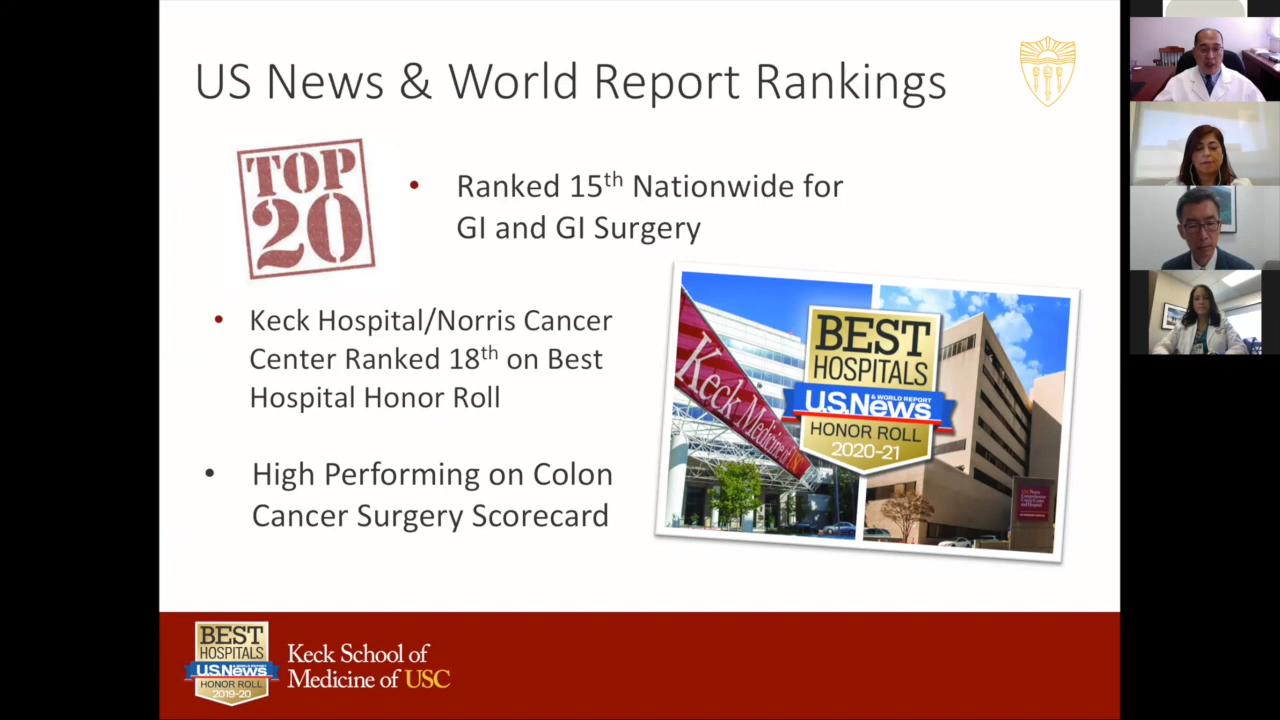 US News & World Report Rankings
TOP
20
• Ranked 15th Nationwide for
GI and GI Surgery
• Keck Hospital/Norris Cancer
Center Ranked 18th on Best
Hospital Honor Roll
• High Performing on Colon
Cancer Surgery Scorecard
Keck Medicine of USC
BEST
HOSPITALS
U.S.News
& WORLD REPORT
HONOR ROLL
2020-21
BEST
HOSPITALS
U.S.News
& WORLD REPORT
HONOR ROLL
2019-20
Keck School of
Medicine of USC